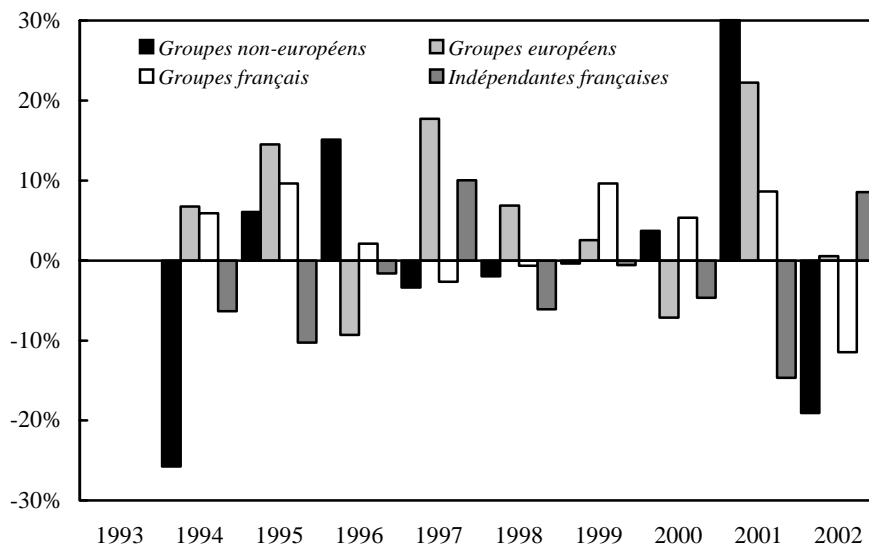 30%
Groupes non-européens Groupes européens
Groupes français Indépendantes françaises
20%
10%
0%
-10%
-20%
-30%
1993 1994 1995 1996 1997 1998 1999 2000 2001 2002